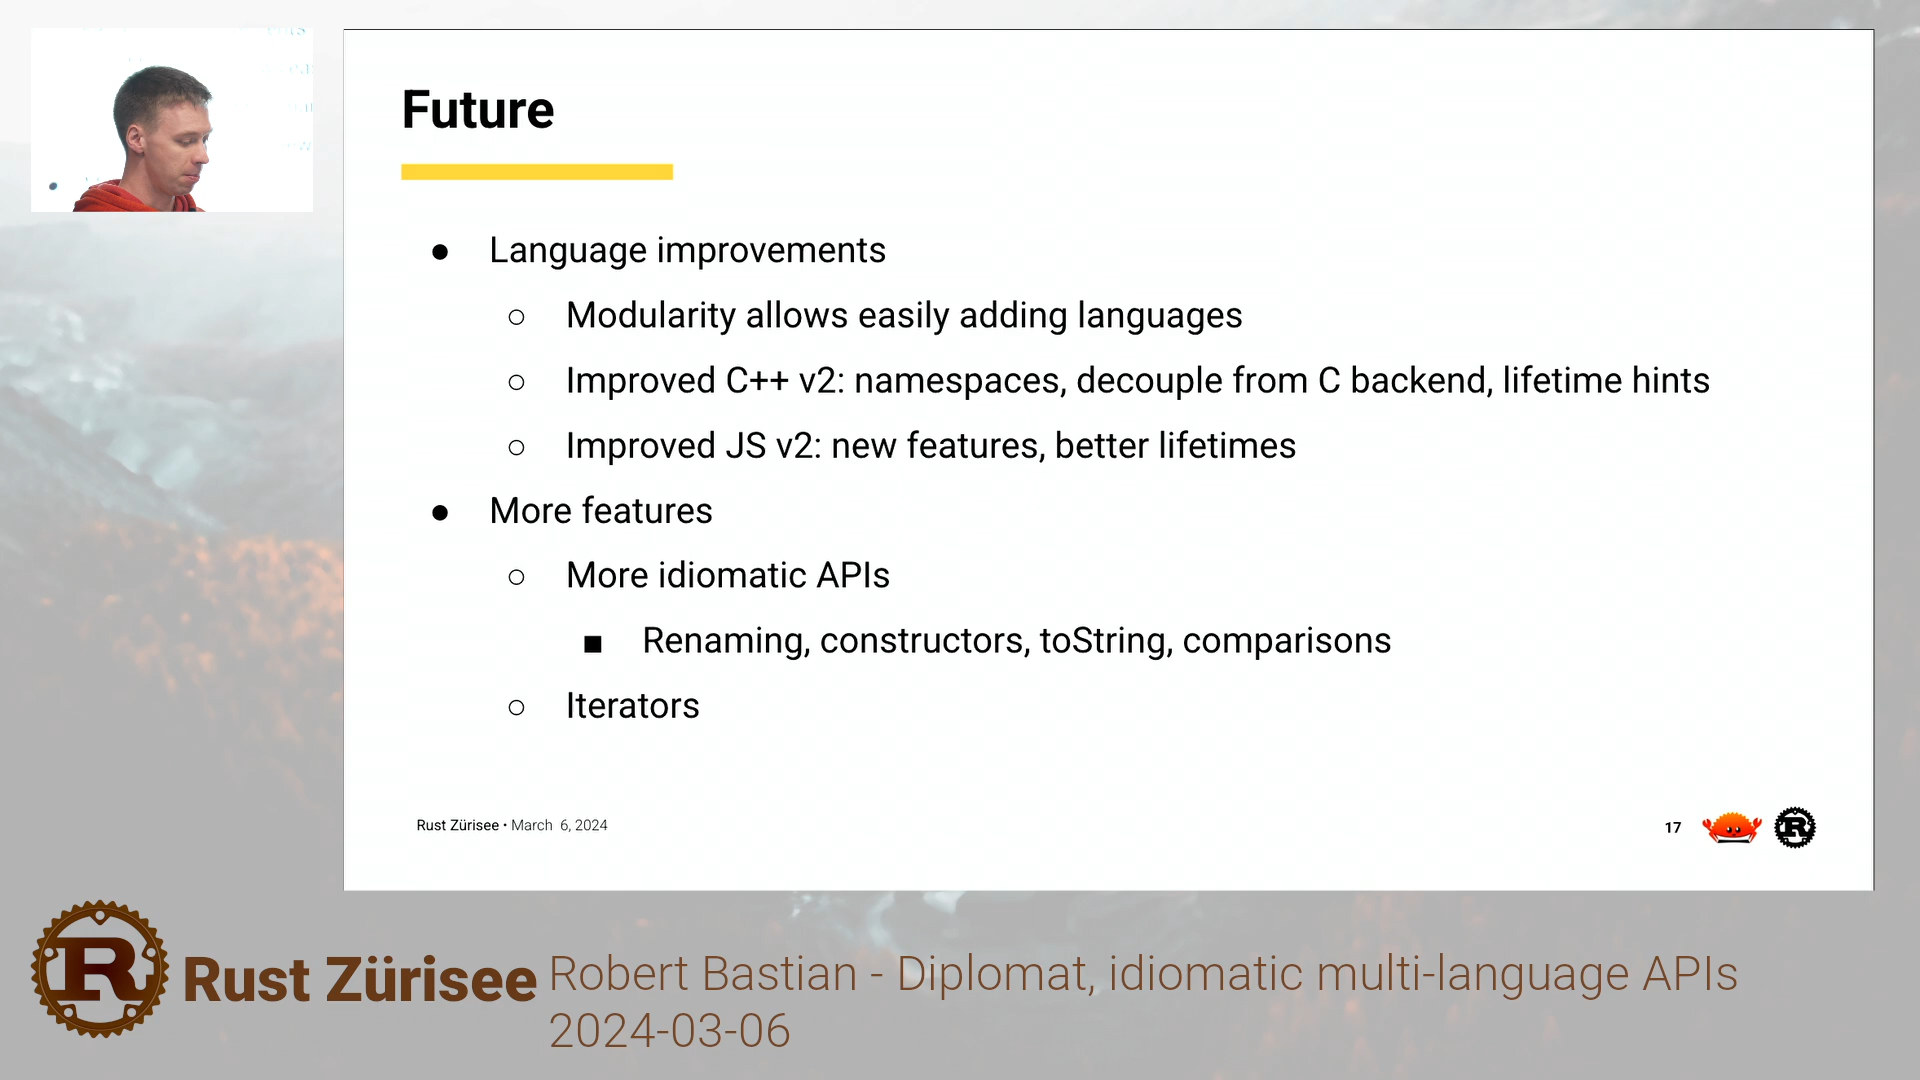 Future
● Language improvements
○ Modularity allows easily adding languages
○ Improved C++ v2: namespaces, decouple from C backend, lifetime hints
○ Improved JS v2: new features, better lifetimes
● More features
○ More idiomatic APIs
■ Renaming, constructors, toString, comparisons
○ Iterators
Rust Zürisee • March 6, 2024
17
R
R
Rust Zürisee
Robert Bastian - Diplomat, idiomatic multi-language APIs
2024-03-06